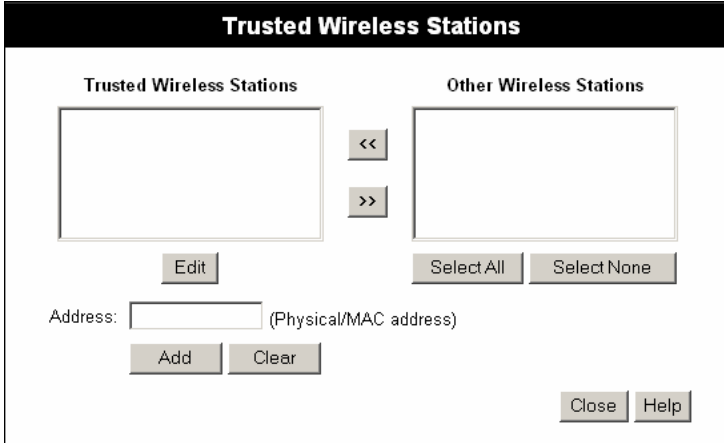 Trusted Wireless Stations
Trusted Wireless Stations Other Wireless Stations
<<
>>
Edit Select All Select None
Address: (Physical/MAC address)
Add Clear
Close Help